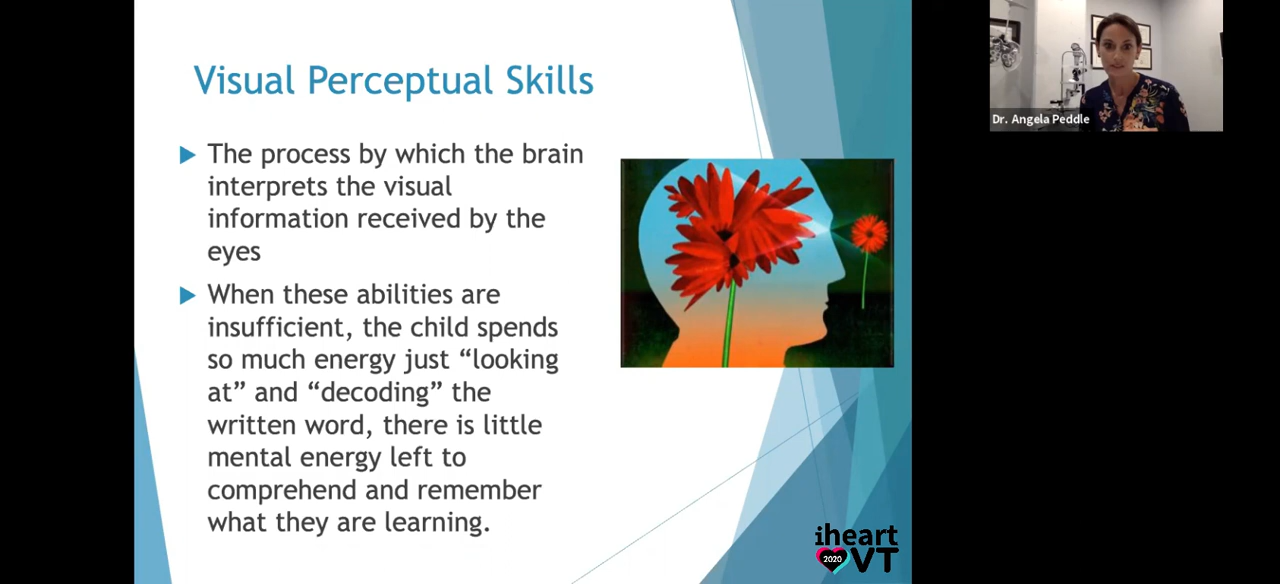 Visual Perceptual Skills
The process by which the brain
interprets the visual
information received by the
eyes
When these abilities are
insufficient, the child spends
so much energy just “looking
at” and “decoding” the
written word, there is little
mental energy left to
comprehend and remember
what they are learning.
Dr. Angela Peddle
iheart
2020 VT